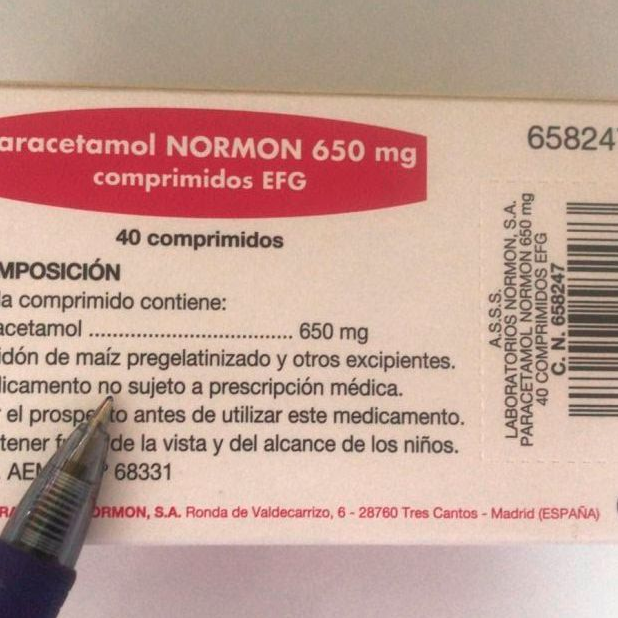 aracetamol NORMON 650 mg
comprimidos EFG
40 comprimidos
MPOSICIÓN
da comprimido contiene:
acetamol .................................... 650 mg
idón de maíz pregelatinizado y otros excipientes.
dicamento no sujeto a prescripción médica.
r el prospecto antes de utilizar este medicamento.
tener de la vista y del alcance de los niños.
68331
ORMON, S.A. Ronda de Valdecarrizo, 6 - 28760 Tres Cantos - Madrid (ESPAÑA)
658247
A.S.S.S.
LABORATORIOS NORMON, S.A.
PARACETAMOL NORMON 650 mg
40 COMPRIMIDOS EFG
C. N. 658247